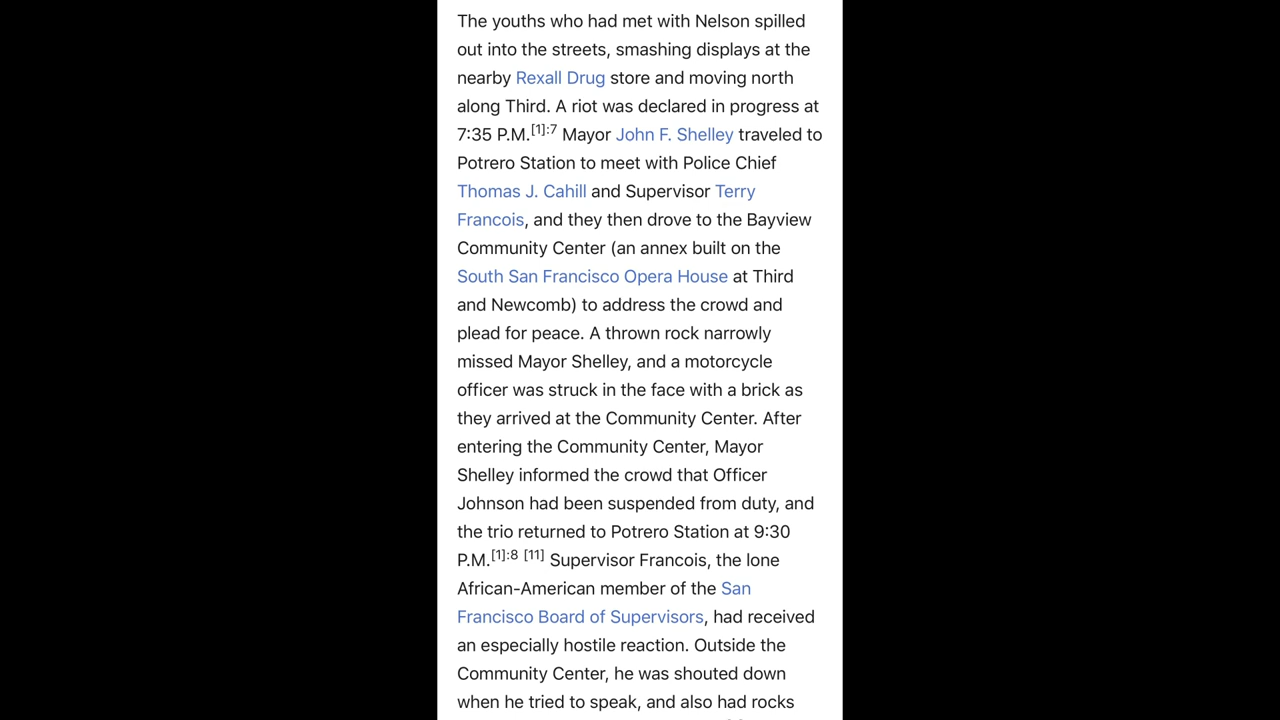 The youths who had met with Nelson spilled
out into the streets, smashing displays at the
nearby Rexall Drug store and moving north
along Third. A riot was declared in progress at
7:35 P.M.[1]:7 Mayor John F. Shelley traveled to
Potrero Station to meet with Police Chief
Thomas J. Cahill and Supervisor Terry
Francois, and they then drove to the Bayview
Community Center (an annex built on the
South San Francisco Opera House at Third
and Newcomb) to address the crowd and
plead for peace. A thrown rock narrowly
missed Mayor Shelley, and a motorcycle
officer was struck in the face with a brick as
they arrived at the Community Center. After
entering the Community Center, Mayor
Shelley informed the crowd that Officer
Johnson had been suspended from duty, and
the trio returned to Potrero Station at 9:30
P.M.[1]:8 [11] Supervisor Francois, the lone
African-American member of the San
Francisco Board of Supervisors, had received
an especially hostile reaction. Outside the
Community Center, he was shouted down
when he tried to speak, and also had rocks